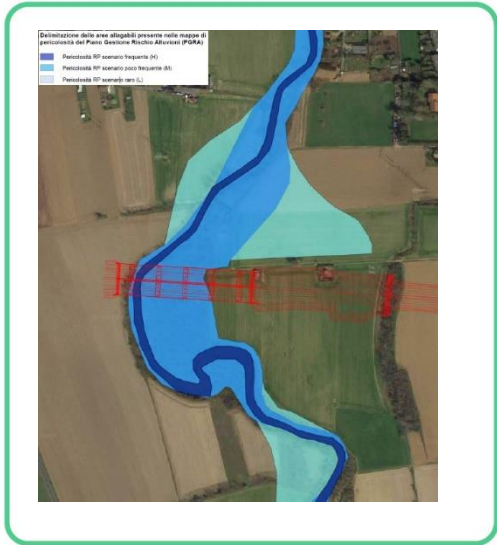 Delimitazione delle aree allagabili presente nelle mappe di
pericolosità del Piano Gestione Rischio Alluvioni (PGRA)
Pericolosità RP scenario frequente (H)
Pericolosità RP scenario poco frequente (M)
Pericolosità RP scenario raro (L)